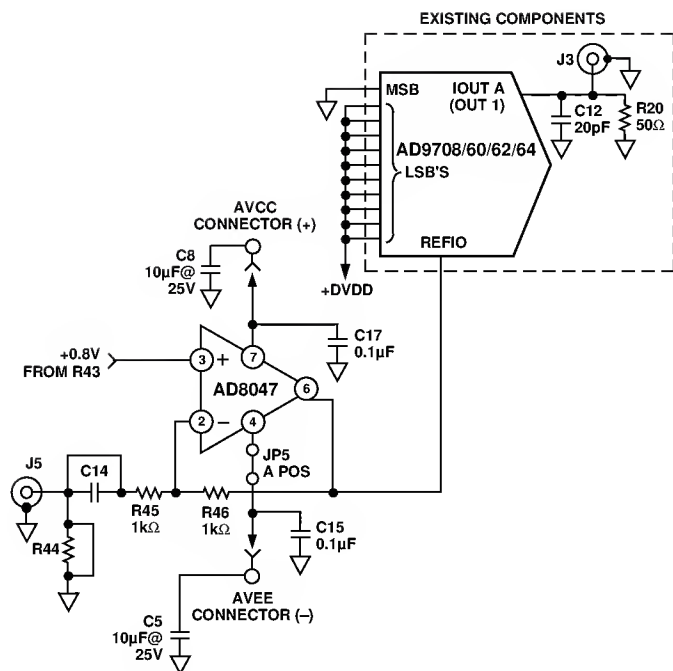 EXISTING COMPONENTS
J3
MSB
IOUT A
(OUT 1)
C12
20pF
R20
50Ω
AD9708/60/62/64
LSB'S
REFIO
+DVDD
AVCC
CONNECTOR (+)
C8
10µF@
25V
C17
0.1µF
+0.8V
FROM R43
3
+
7
AD8047
6
2
–
4
JP5
A POS
J5
C14
R45
1kΩ
R46
1kΩ
R44
C15
0.1µF
AVEE
CONNECTOR (–)
C5
10µF@
25V